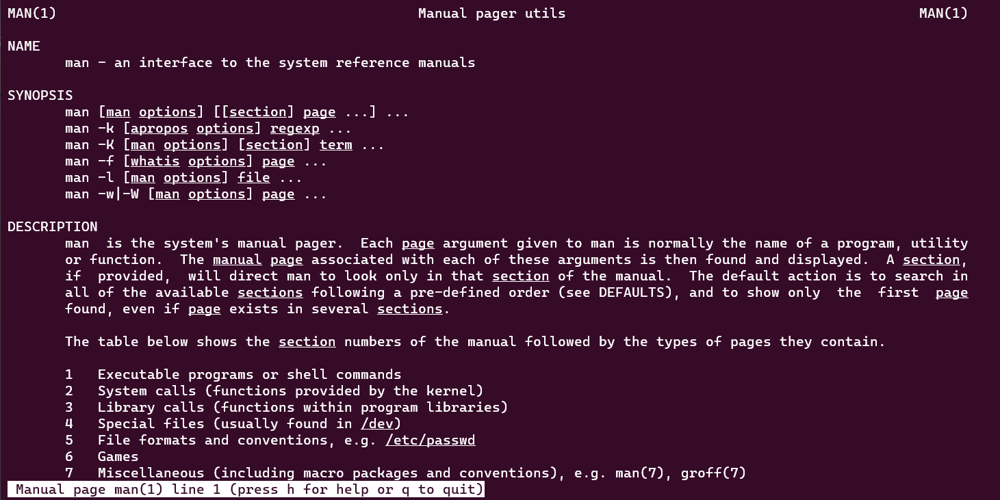 MAN(1) Manual pager utils MAN(1)
NAME
man - an interface to the system reference manuals
SYNOPSIS
man [man options] [[section] page ...] ...
man -k [apropos options] regexp ...
man -K [man options] [section] term ...
man -f [whatis options] page ...
man -l [man options] file ...
man -w|-W [man options] page ...
DESCRIPTION
man  is the system's manual pager.  Each page argument given to man is normally the name of a program, utility
or function.  The manual page associated with each of these arguments is then found and displayed.  A section,
if  provided,  will direct man to look only in that section of the manual.  The default action is to search in
all of the available sections following a pre-defined order (see DEFAULTS), and to show only  the  first  page
found, even if page exists in several sections.
The table below shows the section numbers of the manual followed by the types of pages they contain.
1   Executable programs or shell commands
2   System calls (functions provided by the kernel)
3   Library calls (functions within program libraries)
4   Special files (usually found in /dev)
5   File formats and conventions, e.g. /etc/passwd
6   Games
7   Miscellaneous (including macro packages and conventions), e.g. man(7), groff(7)
Manual page man(1) line 1 (press h for help or q to quit)